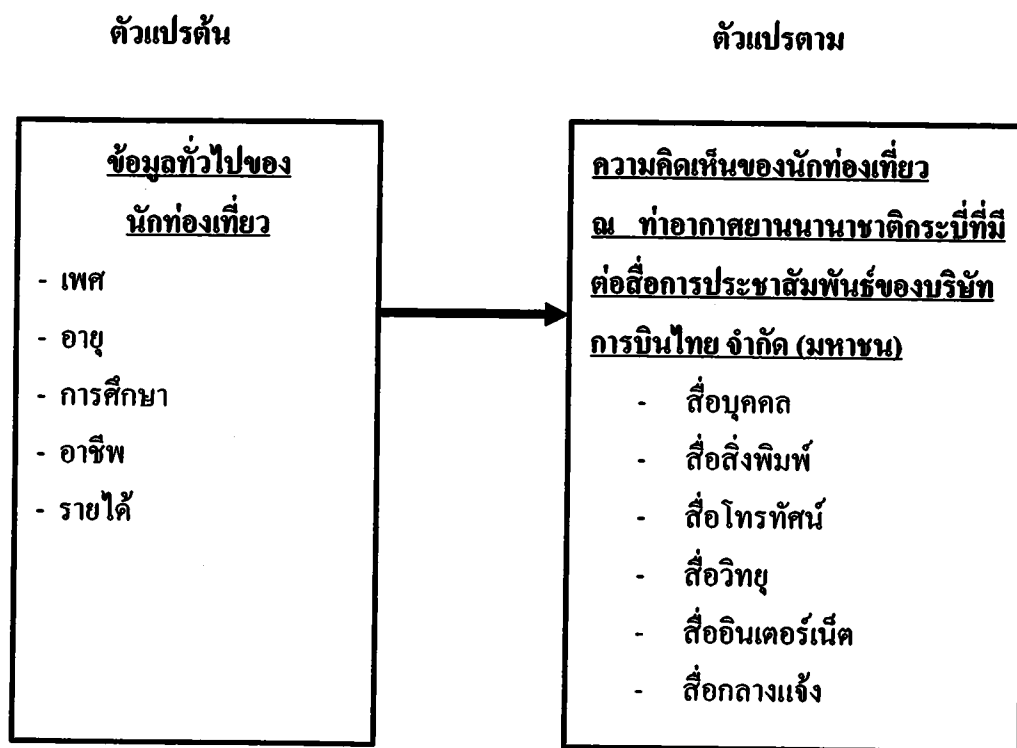 ตัวแปรต้น
ตัวแปรตาม
ข้อมูลทั่วไปของ
นักท่องเที่ยว
- เพศ
- อายุ
- การศึกษา
- อาชีพ
- รายได้
ความคิดเห็นของนักท่องเที่ยว
ณ ท่าอากาศยานนานาชาติกระบี่ที่มี
ต่อสื่อการประชาสัมพันธ์ของบริษัท
การบินไทย จำกัด (มหาชน)
- สื่อบุคคล
- สื่อสิ่งพิมพ์
- สื่อโทรทัศน์
- สื่อวิทยุ
- สื่ออินเตอร์เน็ต
- สื่อกลางแจ้ง